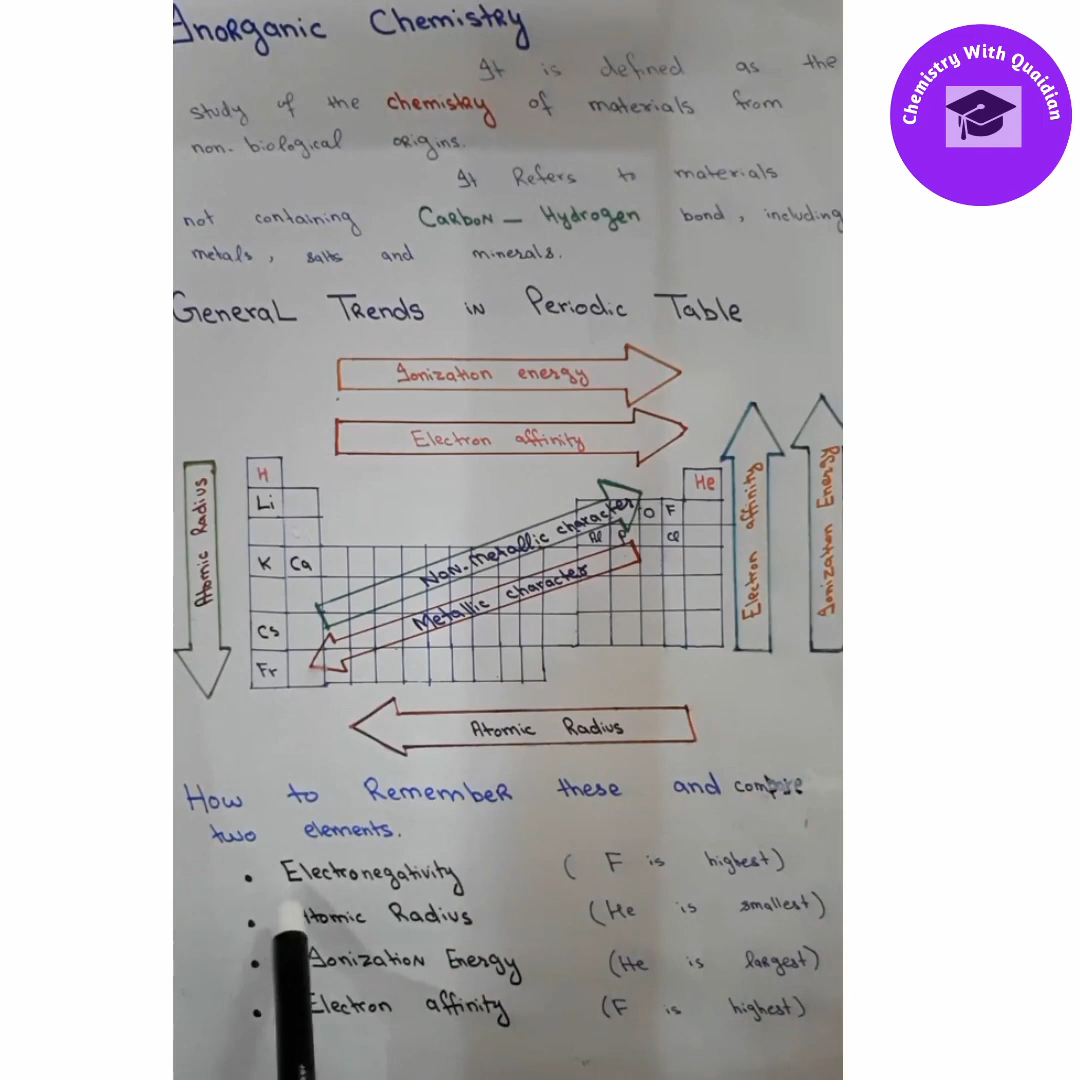 Inorganic Chemistry
It is defined as the
study of the chemistry of materials from
non-biological origins.
It Refers to materials
not containing Carbon - Hydrogen bond, including
metals, salts and minerals.
General Trends in Periodic Table
Ionization energy
Electron affinity
Atomic Radius
H
He
Li
Non-metallic character
O F
Al P Cl
K Ca
Metallic character
Cs
Fr
Electron affinity
Ionization Energy
Atomic Radius
How to Remember these and compare
two elements.
• Electronegativity ( F is highest)
• Atomic Radius (He is smallest)
• Ionization Energy (He is largest)
• Electron affinity (F is highest)
Chemistry With Quaidian